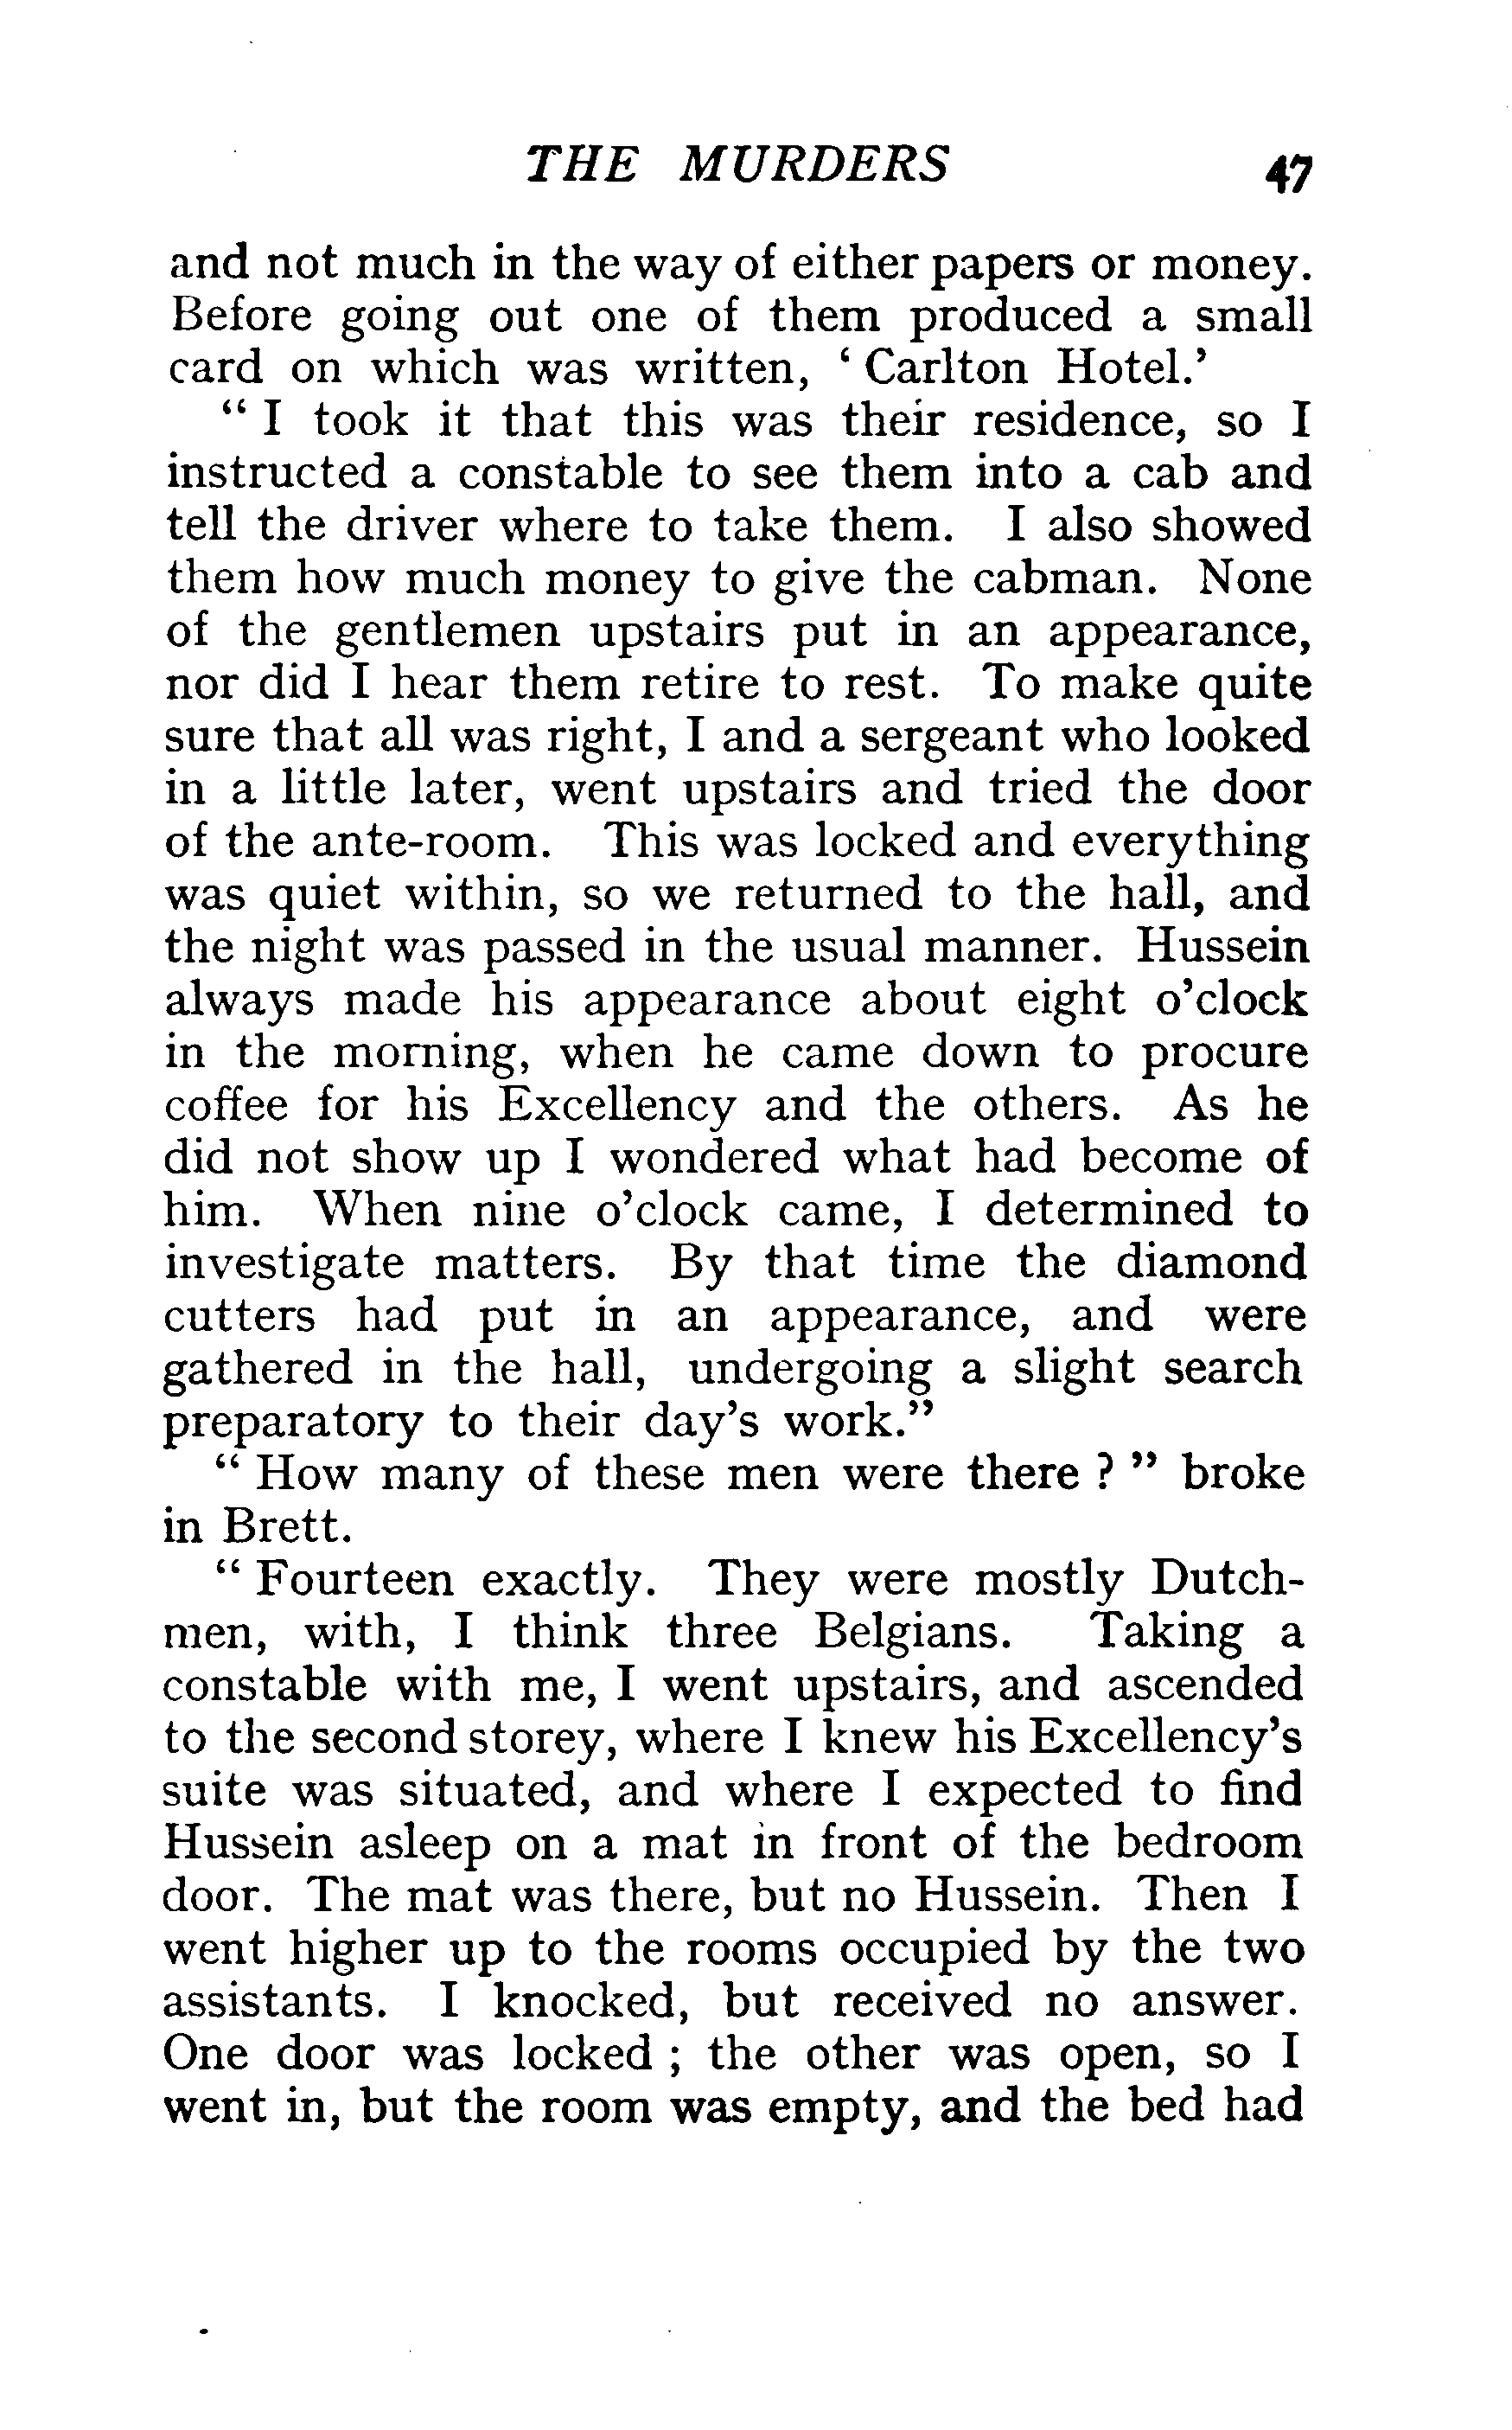 THE MURDERS 47
and not much in the way of either papers or money.
Before going out one of them produced a small
card on which was written, ‘ Carlton Hotel.’
“ I took it that this was their residence, so I
instructed a constable to see them into a cab and
tell the driver where to take them. I also showed
them how much money to give the cabman. None
of the gentlemen upstairs put in an appearance,
nor did I hear them retire to rest. To make quite
sure that all was right, I and a sergeant who looked
in a little later, went upstairs and tried the door
of the ante-room. This was locked and everything
was quiet within, so we returned to the hall, and
the night was passed in the usual manner. Hussein
always made his appearance about eight o’clock
in the morning, when he came down to procure
coffee for his Excellency and the others. As he
did not show up I wondered what had become of
him. When nine o’clock came, I determined to
investigate matters. By that time the diamond
cutters had put in an appearance, and were
gathered in the hall, undergoing a slight search
preparatory to their day’s work.”
“ How many of these men were there ? ” broke
in Brett.
“ Fourteen exactly. They were mostly Dutch-
men, with, I think three Belgians. Taking a
constable with me, I went upstairs, and ascended
to the second storey, where I knew his Excellency’s
suite was situated, and where I expected to find
Hussein asleep on a mat in front of the bedroom
door. The mat was there, but no Hussein. Then I
went higher up to the rooms occupied by the two
assistants. I knocked, but received no answer.
One door was locked ; the other was open, so I
went in, but the room was empty, and the bed had